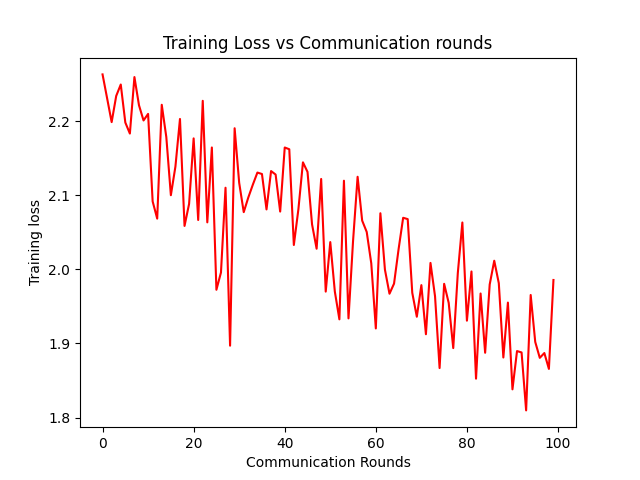 Training Loss vs Communication rounds
Training loss
2.2
2.1
2.0
1.9
1.8
0 20 40 60 80 100
Communication Rounds